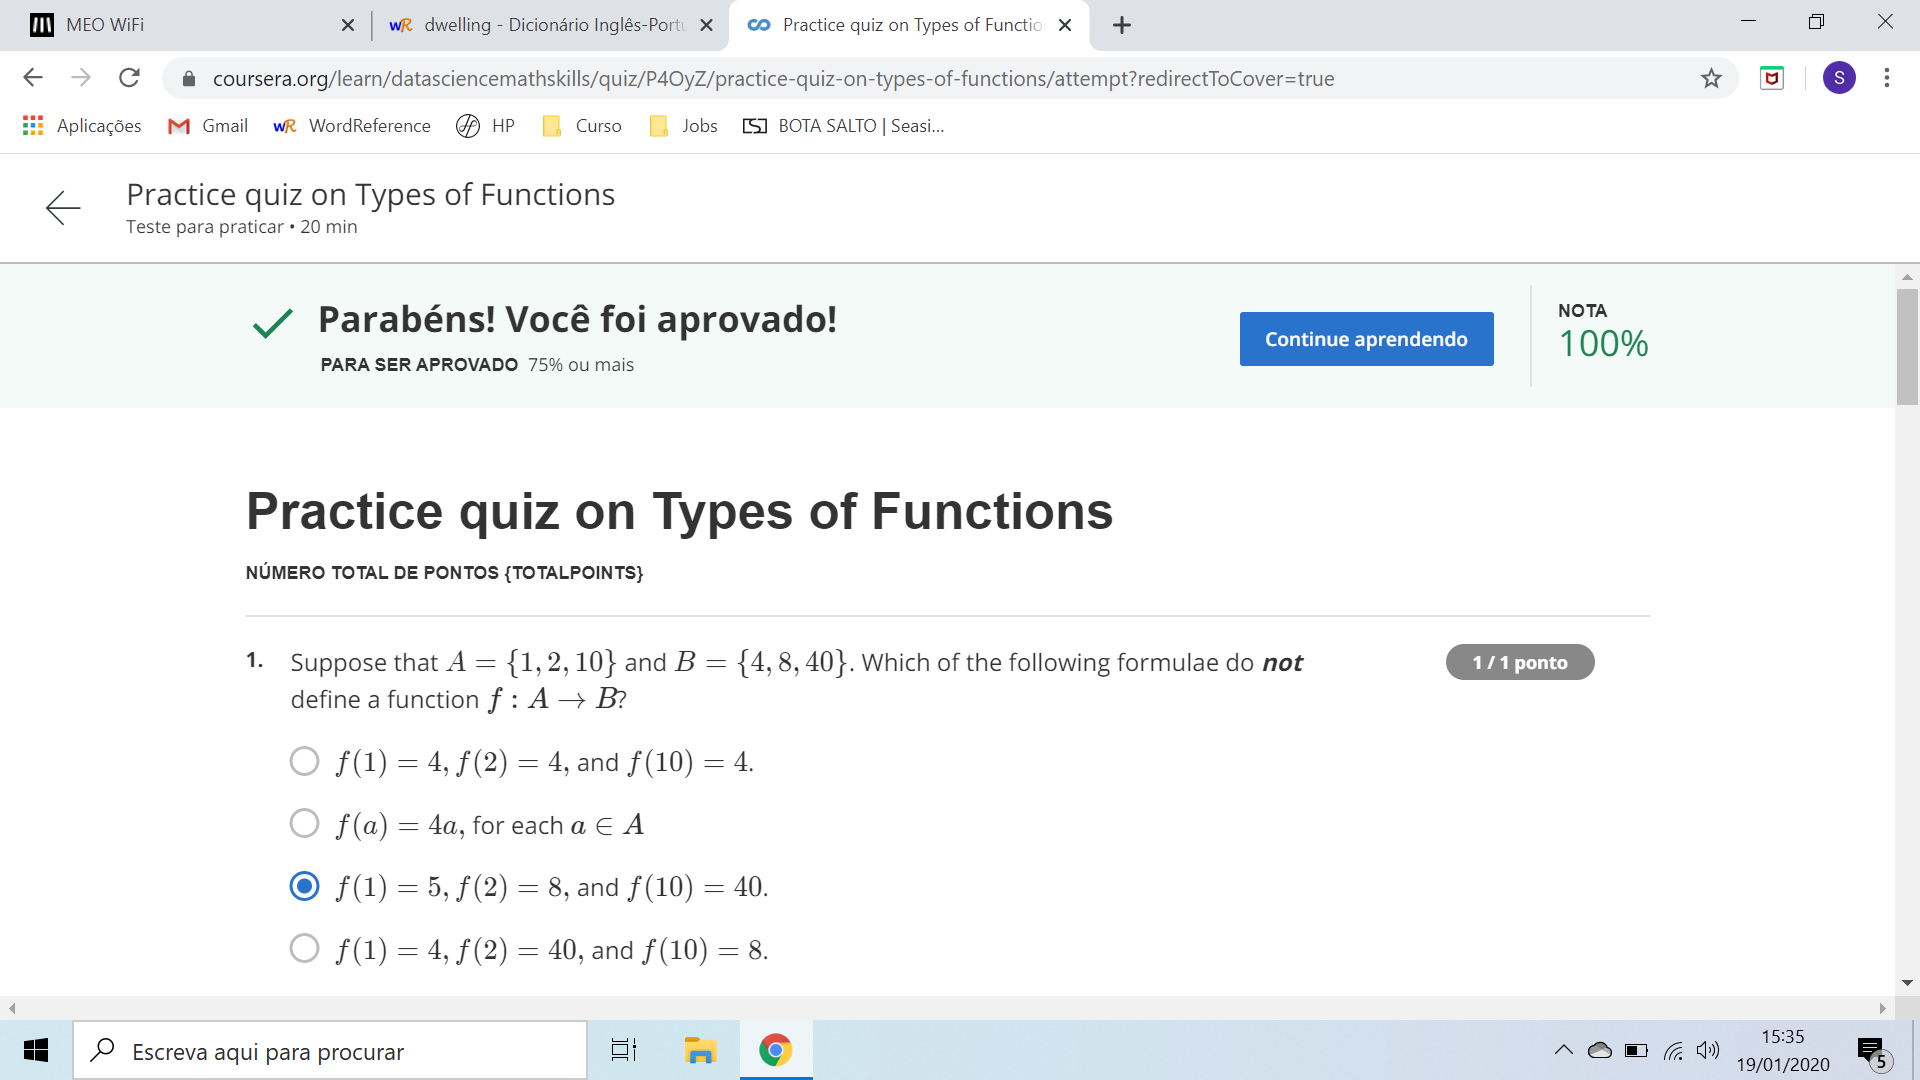 MEO WiFi
dwelling - Dicionário Inglês-Portu
Practice quiz on Types of Functio
coursera.org/learn/datasciencemathskills/quiz/P4OyZ/practice-quiz-on-types-of-functions/attempt?redirectToCover=true
S
Aplicações
Gmail
WordReference
HP
Curso
Jobs
BOTA SALTO | Seasi...
Practice quiz on Types of Functions
Teste para praticar • 20 min
Parabéns! Você foi aprovado!
PARA SER APROVADO 75% ou mais
Continue aprendendo
NOTA
100%
Practice quiz on Types of Functions
NÚMERO TOTAL DE PONTOS {TOTALPOINTS}
1. Suppose that A = {1, 2, 10} and B = {4, 8, 40}. Which of the following formulae do not
define a function f : A → B?
1 / 1 ponto
f(1) = 4, f(2) = 4, and f(10) = 4.
f(a) = 4a, for each a ∈ A
f(1) = 5, f(2) = 8, and f(10) = 40.
f(1) = 4, f(2) = 40, and f(10) = 8.
Escreva aqui para procurar
15:35
19/01/2020
5